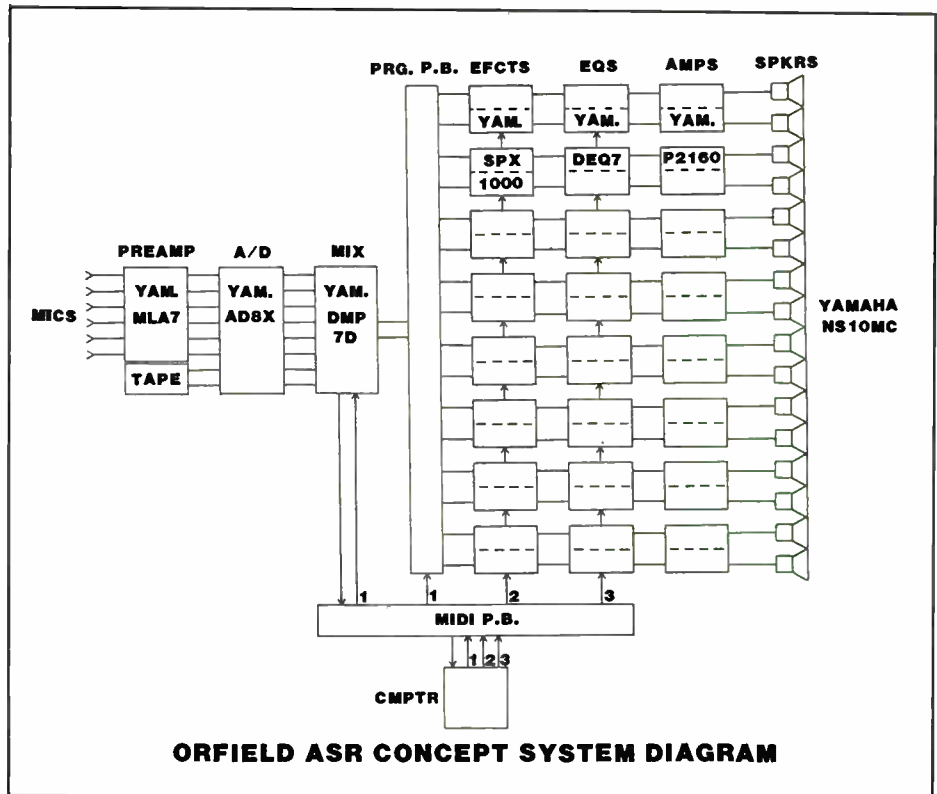 PRG. P.B. EFCTS EQS AMPS SPKRS
YAM. YAM. YAM.
SPX DEQ7 P2160
1000
PREAMP A/D MIX
YAM. YAM. YAM.
MICS MLA7 AD8X DMP
7D
TAPE
YAMAHA
NS10MC
1 1 2 3
MIDI P.B.
1 2 3
CMPTR
ORFIELD ASR CONCEPT SYSTEM DIAGRAM